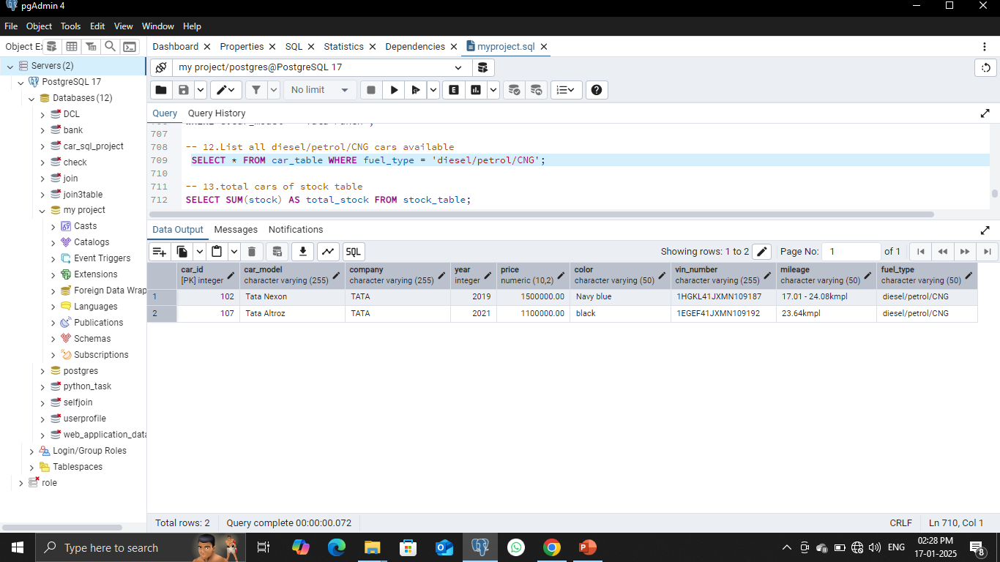 pgAdmin 4
File Object Tools Edit View Window Help
Object Ex
Dashboard Properties SQL Statistics Dependencies myproject.sql
Servers (2)
PostgreSQL 17
Databases (12)
DCL
bank
car_sql_project
check
join
join3table
my project
Casts
Catalogs
Event Triggers
Extensions
Foreign Data Wrap
Languages
Publications
Schemas
Subscriptions
postgres
python_task
selfjoin
userprofile
web_application_data
Login/Group Roles
Tablespaces
role
my project/postgres@PostgreSQL 17
No limit
E
Query Query History
707
708 -- 12.List all diesel/petrol/CNG cars available
709 SELECT * FROM car_table WHERE fuel_type = 'diesel/petrol/CNG';
710
711 -- 13.total cars of stock table
712 SELECT SUM(stock) AS total_stock FROM stock_table;
Data Output Messages Notifications
SQL Showing rows: 1 to 2 Page No: 1 of 1
car_id car_model company year price color vin_number mileage fuel_type
[PK] integer character varying (255) character varying (255) integer numeric (10,2) character varying (50) character varying (255) character varying (50) character varying (50)
1 102 Tata Nexon TATA 2019 1500000.00 Navy blue 1HGKL41JXMN109187 17.01 - 24.08kmpl diesel/petrol/CNG
2 107 Tata Altroz TATA 2021 1100000.00 black 1EGEF41JXMN109192 23.64kmpl diesel/petrol/CNG
Total rows: 2 Query complete 00:00:00.072 CRLF Ln 710, Col 1
Type here to search
ENG
02:28 PM
17-01-2025
8